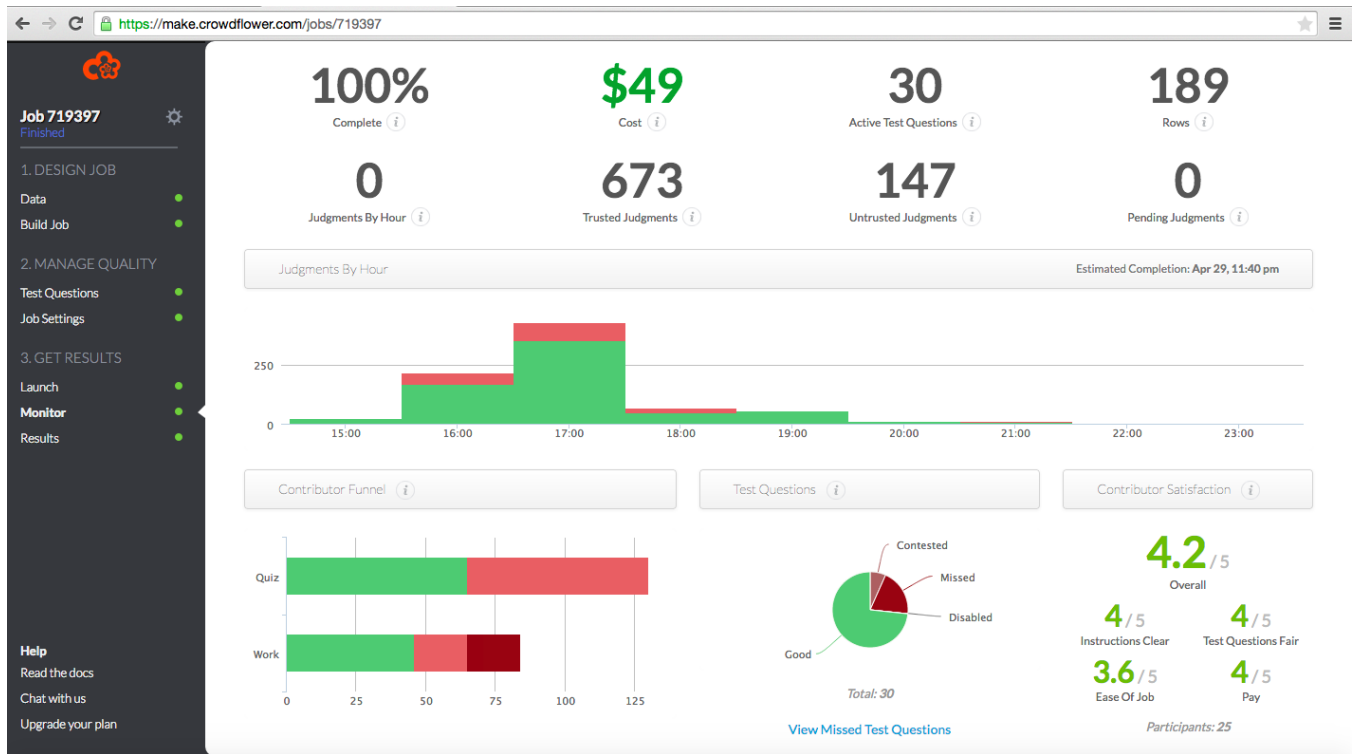 https://make.crowdflower.com/jobs/719397
Job 719397
Finished
1. DESIGN JOB
Data
Build Job
2. MANAGE QUALITY
Test Questions
Job Settings
3. GET RESULTS
Launch
Monitor
Results
Help
Read the docs
Chat with us
Upgrade your plan
100% $49 30 189
Complete i Cost i Active Test Questions i Rows i
0 673 147 0
Judgments By Hour i Trusted Judgments i Untrusted Judgments i Pending Judgments i
Judgments By Hour Estimated Completion: Apr 29, 11:40 pm
250
0
15:00 16:00 17:00 18:00 19:00 20:00 21:00 22:00 23:00
Contributor Funnel i
Quiz
Work
0 25 50 75 100 125
Test Questions i
Contested
Missed
Disabled
Good
Total: 30
View Missed Test Questions
Contributor Satisfaction i
4.2 / 5
Overall
4 / 5 4 / 5
Instructions Clear Test Questions Fair
3.6 / 5 4 / 5
Ease Of Job Pay
Participants: 25